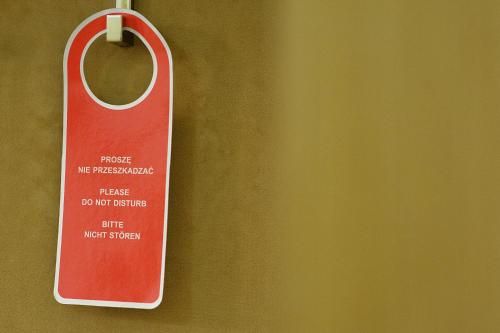 PROSZĘ
NIE PRZESZKADZAĆ
PLEASE
DO NOT DISTURB
BITTE
NICHT STÖREN